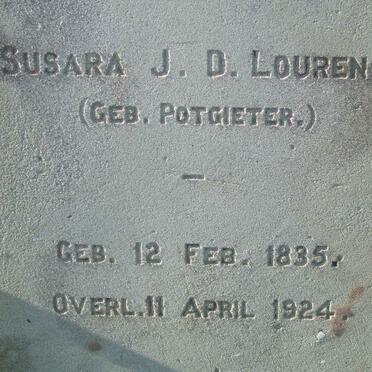 SUSARA J. D. LOUREN
(GEB. POTGIETER.)
—
GEB. 12 FEB. 1835.
OVERL. 11 APRIL 1924.